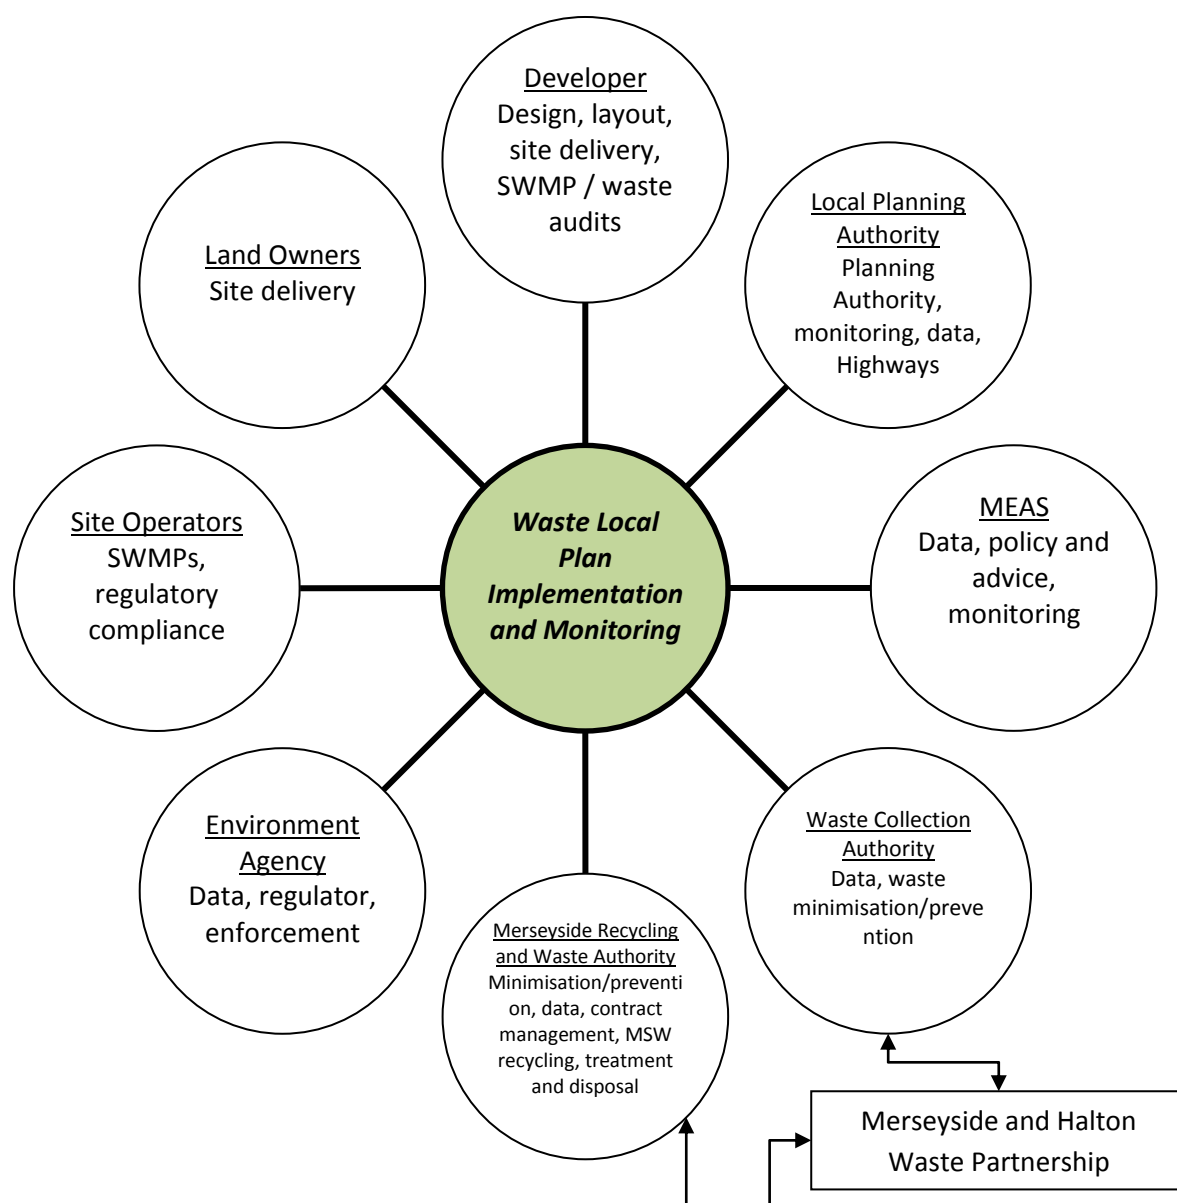 Developer
Design, layout,
site delivery,
SWMP / waste
audits
Local Planning
Authority
Planning
Authority,
monitoring, data,
Highways
Land Owners
Site delivery
MEAS
Data, policy and
advice,
monitoring
Site Operators
SWMPs,
regulatory
compliance
Waste Local
Plan
Implementation
and Monitoring
Waste Collection
Authority
Data, waste
minimisation/preve
ntion
Environment
Agency
Data, regulator,
enforcement
Merseyside Recycling
and Waste Authority
Minimisation/preventi
on, data, contract
management, MSW
recycling, treatment
and disposal
Merseyside and Halton
Waste Partnership